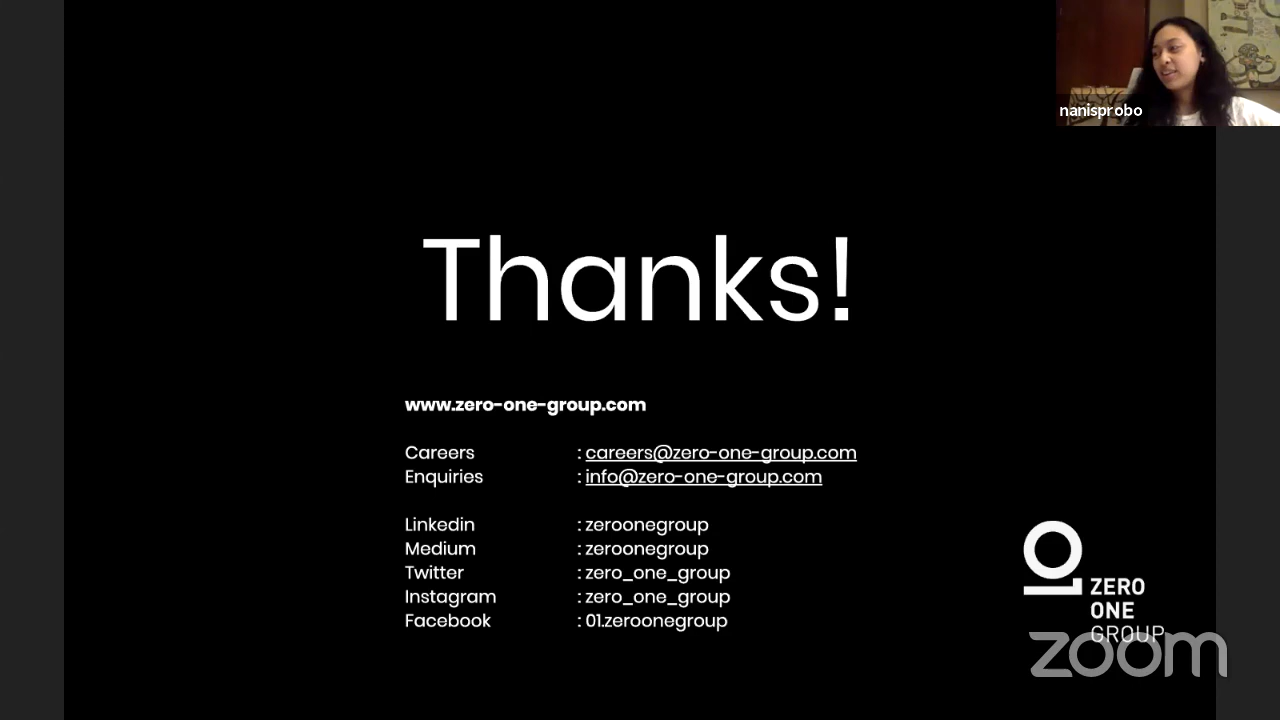 nanisprobo
Thanks!
www.zero-one-group.com
Careers : careers@zero-one-group.com
Enquiries : info@zero-one-group.com
Linkedin : zeroonegroup
Medium : zeroonegroup
Twitter : zero_one_group
Instagram : zero_one_group
Facebook : 01.zeroonegroup
ZERO
ONE
GROUP
zoom